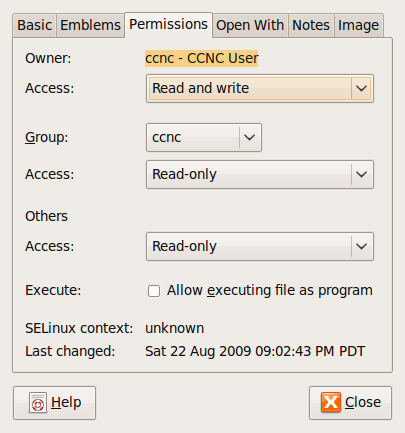 Basic Emblems Permissions Open With Notes Image
Owner: ccnc - CCNC User
Access: Read and write
Group: ccnc
Access: Read-only
Others
Access: Read-only
Execute: Allow executing file as program
SELinux context: unknown
Last changed: Sat 22 Aug 2009 09:02:43 PM PDT
Help Close